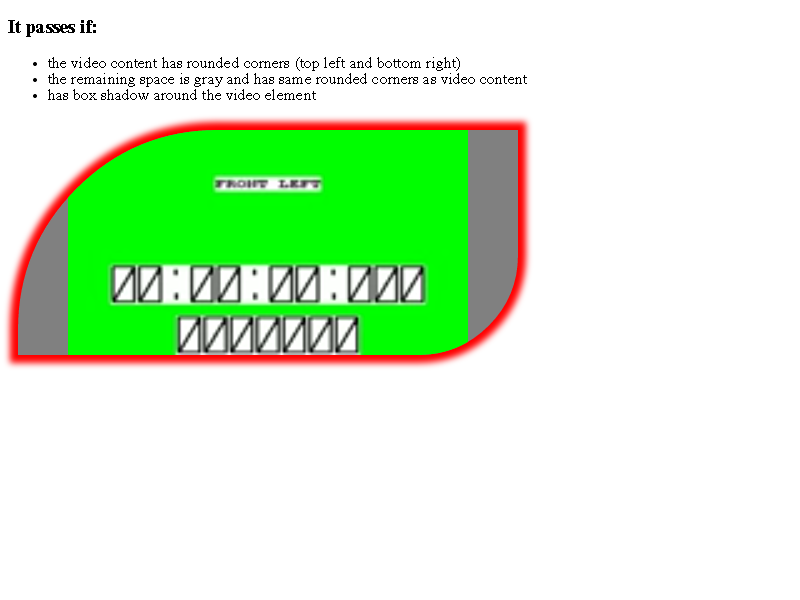 It passes if:
the video content has rounded corners (top left and bottom right)
the remaining space is gray and has same rounded corners as video content
has box shadow around the video element
FRONT LEFT
00:00:00:000
0000000